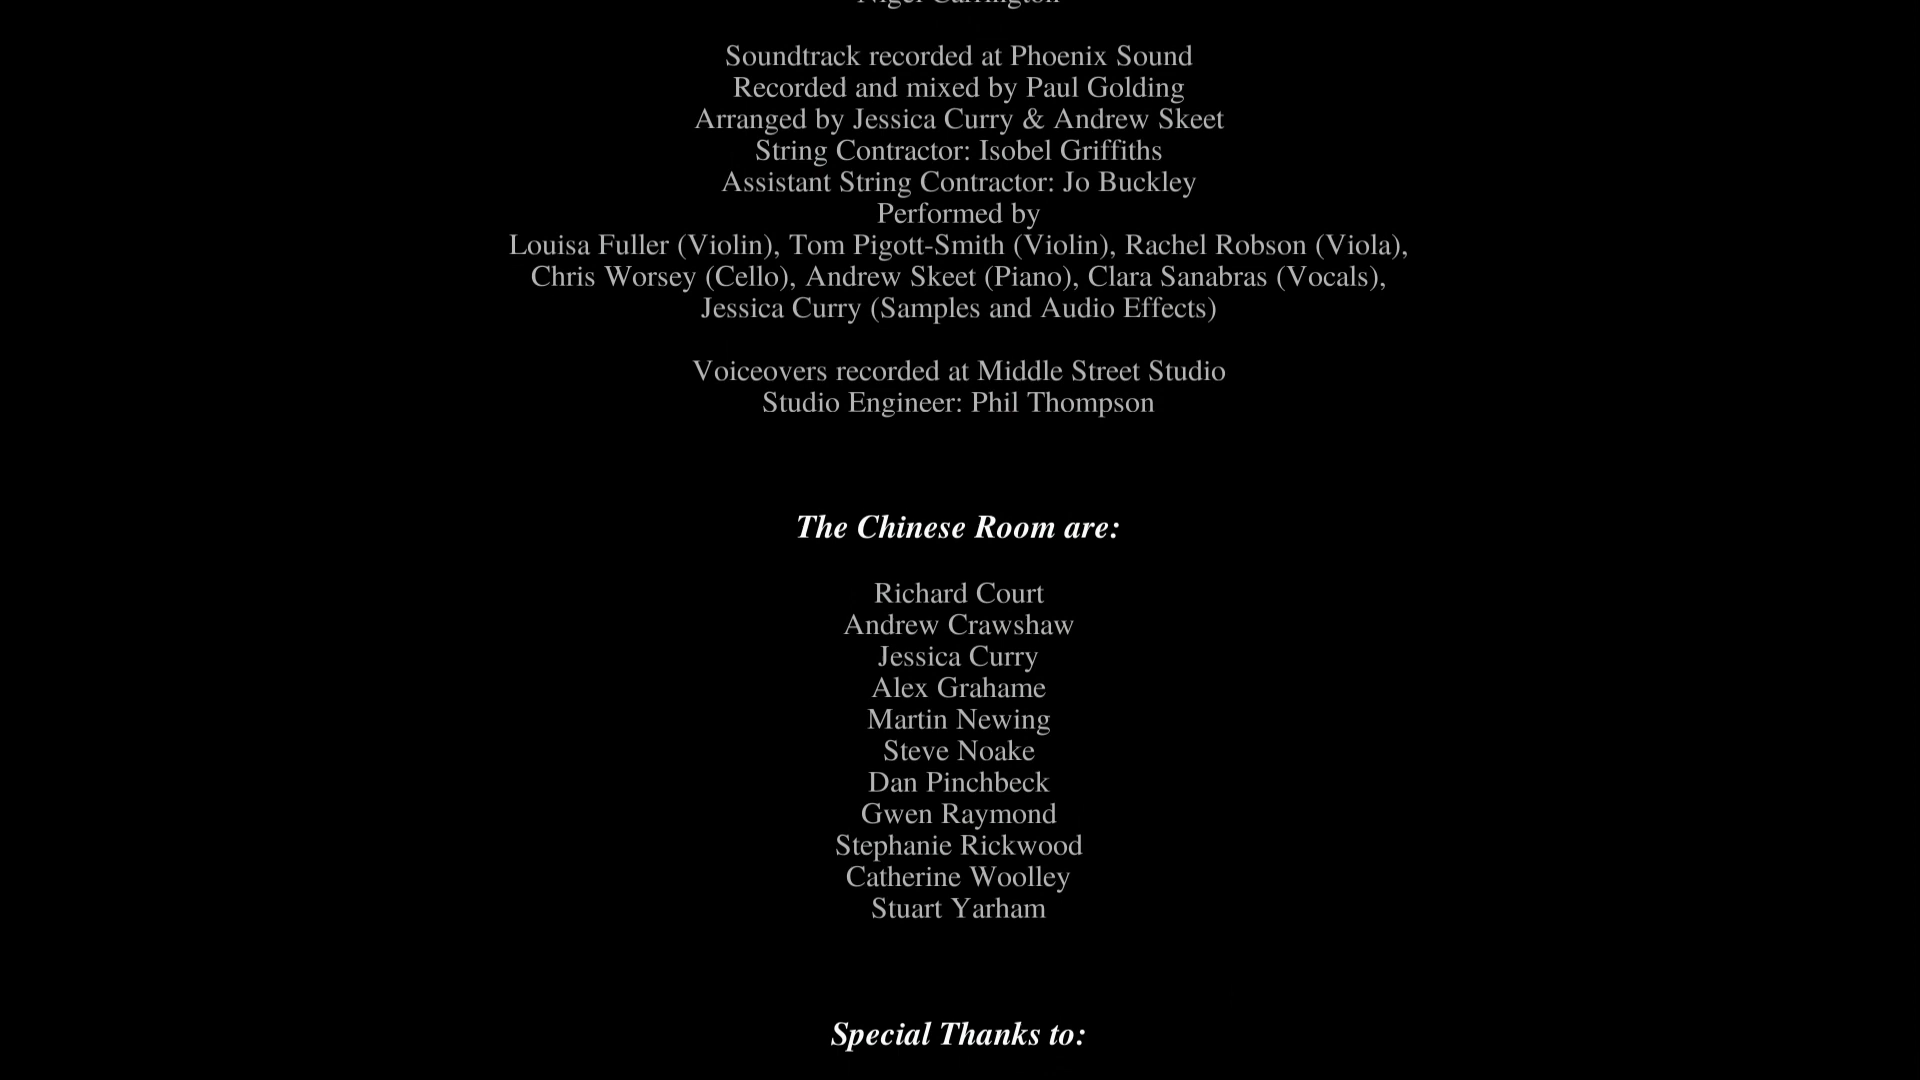 Nigel Carrington
Soundtrack recorded at Phoenix Sound
Recorded and mixed by Paul Golding
Arranged by Jessica Curry & Andrew Skeet
String Contractor: Isobel Griffiths
Assistant String Contractor: Jo Buckley
Performed by
Louisa Fuller (Violin), Tom Pigott-Smith (Violin), Rachel Robson (Viola),
Chris Worsey (Cello), Andrew Skeet (Piano), Clara Sanabras (Vocals),
Jessica Curry (Samples and Audio Effects)
Voiceovers recorded at Middle Street Studio
Studio Engineer: Phil Thompson
The Chinese Room are:
Richard Court
Andrew Crawshaw
Jessica Curry
Alex Grahame
Martin Newing
Steve Noake
Dan Pinchbeck
Gwen Raymond
Stephanie Rickwood
Catherine Woolley
Stuart Yarham
Special Thanks to: